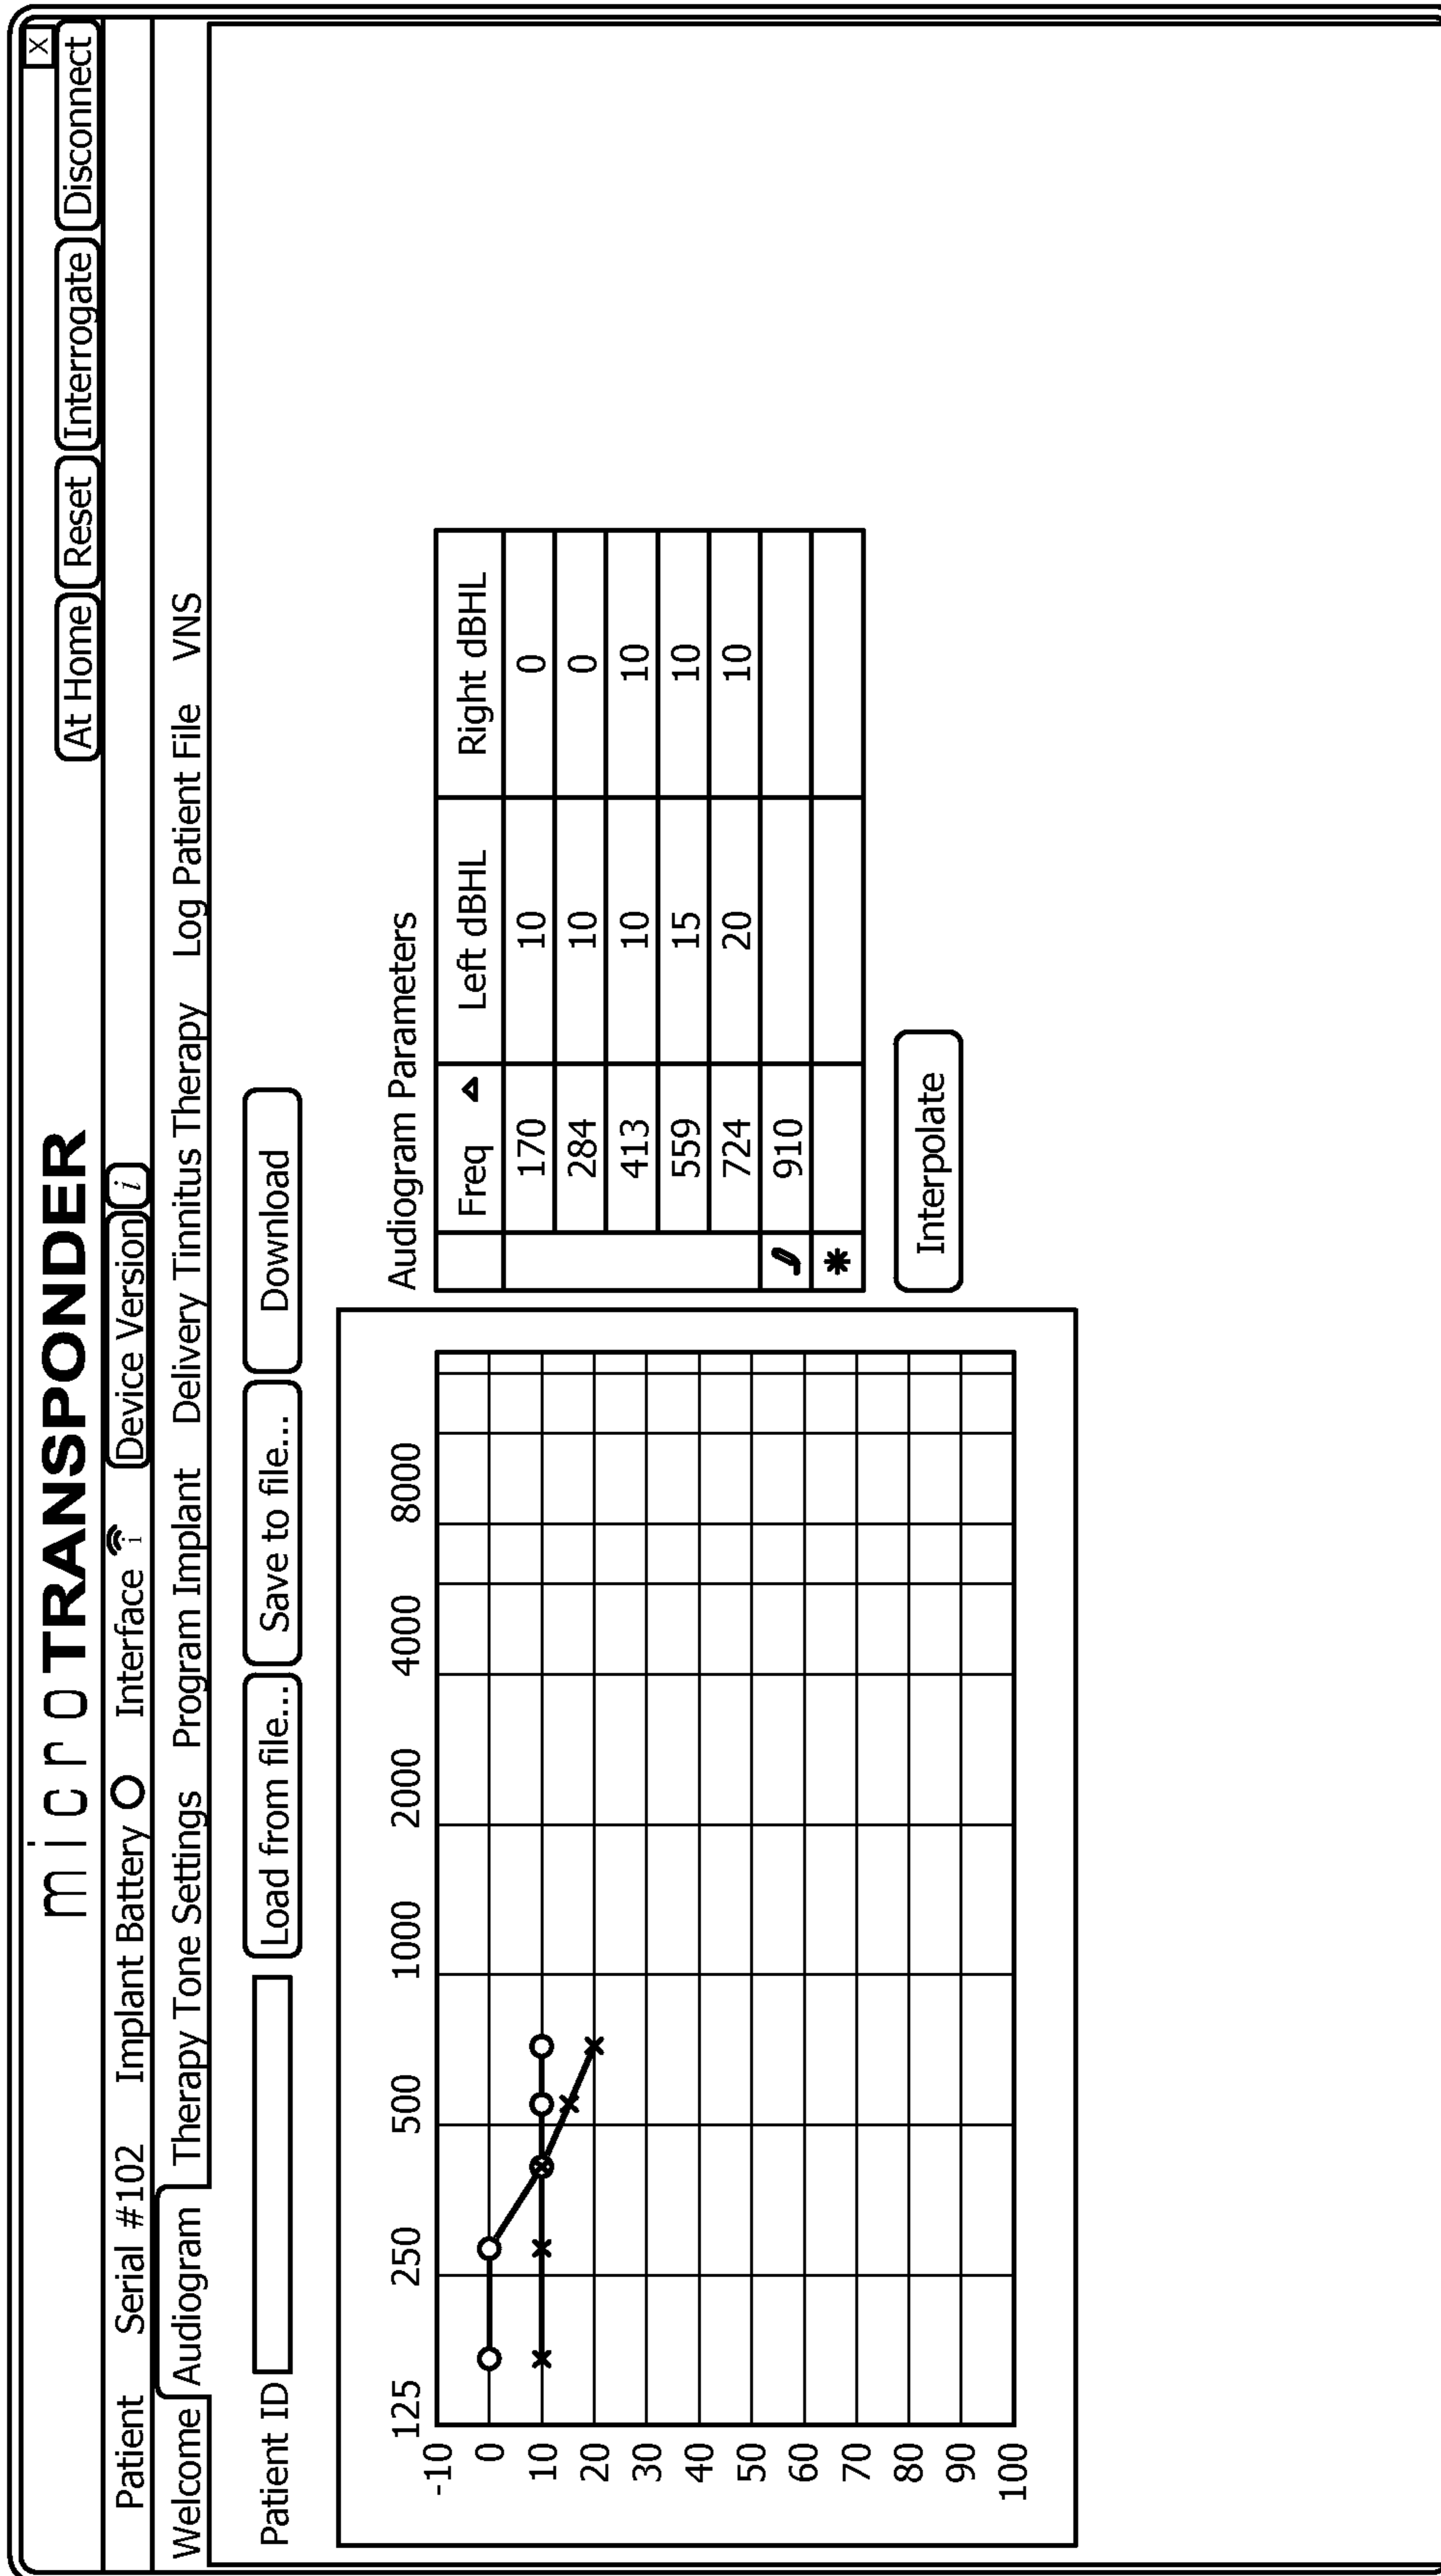 X
microTRANSPONDER
At Home Reset Interrogate Disconnect
Patient Serial #102 Implant Battery Interface i Device Version i
Welcome Audiogram Therapy Tone Settings Program Implant Delivery Tinnitus Therapy Log Patient File VNS
Patient ID Load from file... Save to file... Download
Audiogram Parameters
125 250 500 1000 2000 4000 8000
-10
0
10
20
30
40
50
60
70
80
90
100
Freq Left dBHL Right dBHL
170 10 0
284 10 0
413 10 10
559 15 10
724 20 10
910
*
Interpolate